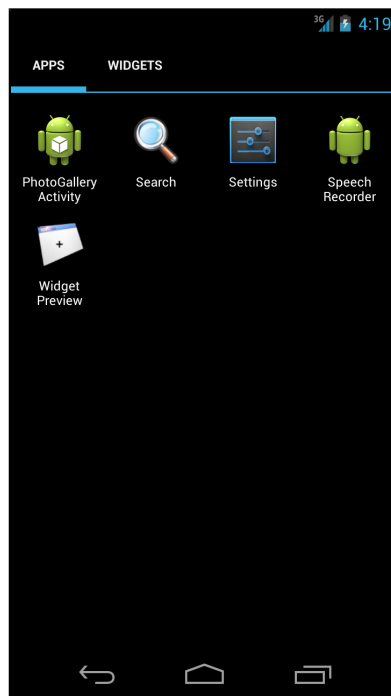 3G 4:19
APPS WIDGETS
PhotoGallery
Activity
Search
Settings
Speech
Recorder
Widget
Preview